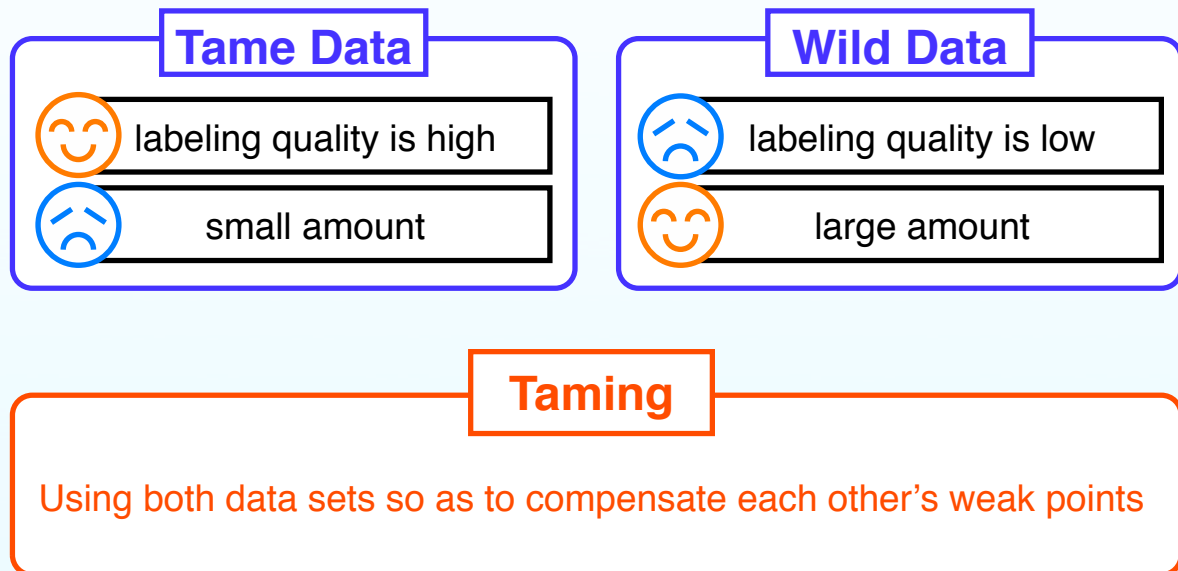 Tame Data
labeling quality is high
small amount
Wild Data
labeling quality is low
large amount
Taming
Using both data sets so as to compensate each other’s weak points